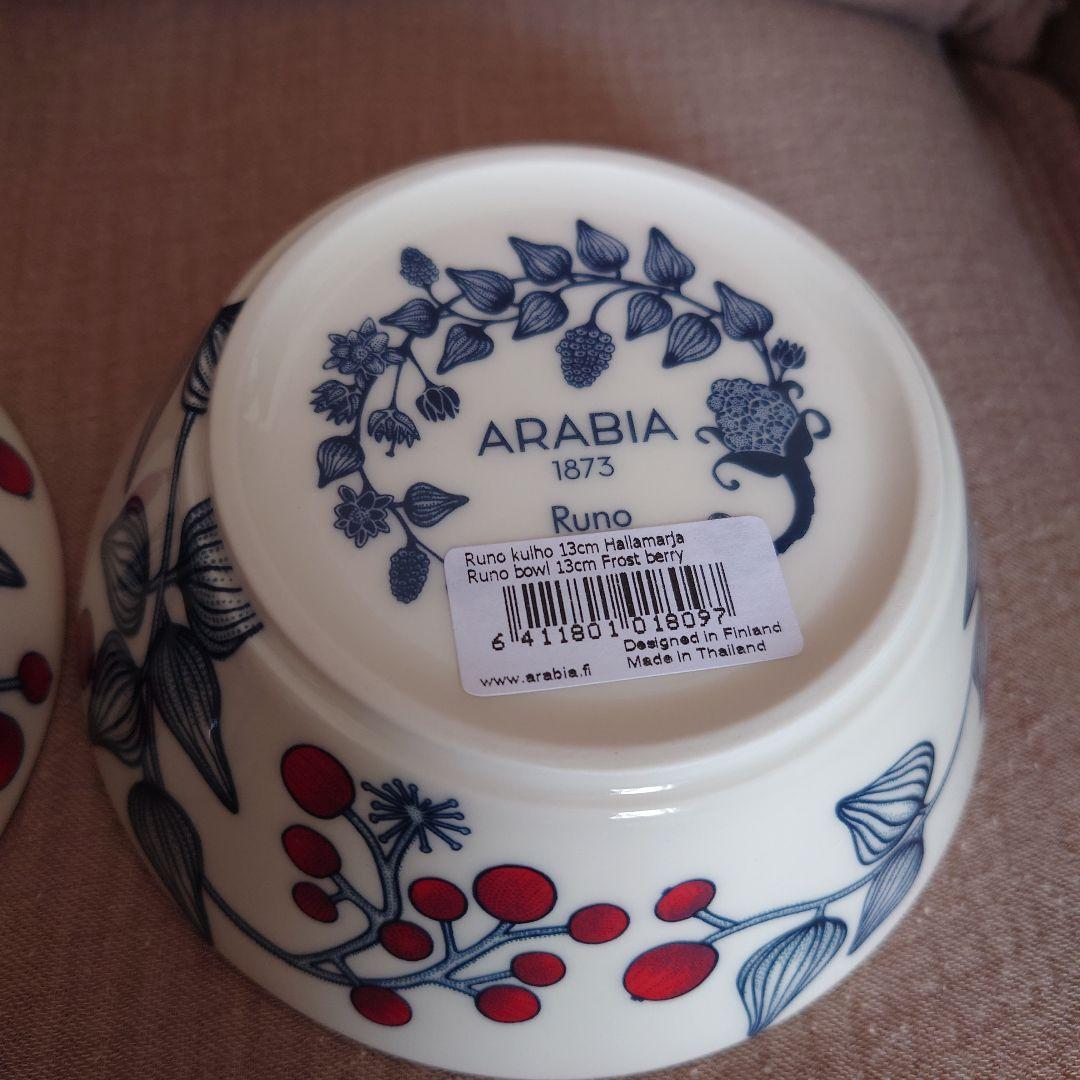 ARABIA
1873
Runo
Runo kulho 13cm Hallamarja
Runo bowl 13cm Frost berry
6 411801 018097
Designed in Finland
Made in Thailand
www.arabia.fi